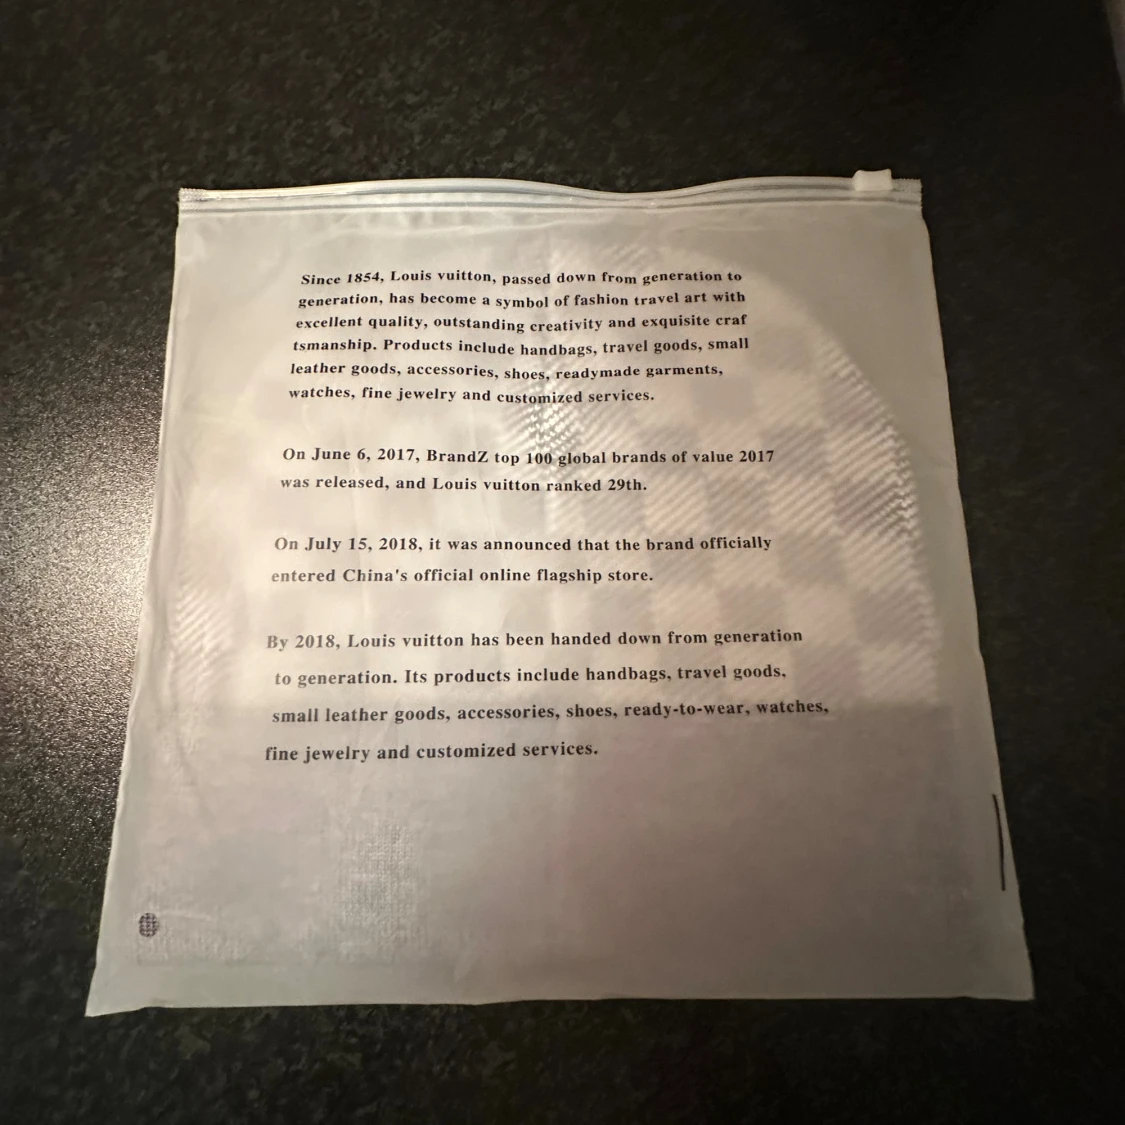 Since 1854, Louis vuitton, passed down from generation to
generation, has become a symbol of fashion travel art with
excellent quality, outstanding creativity and exquisite craf
tsmanship. Products include handbags, travel goods, small
leather goods, accessories, shoes, readymade garments,
watches, fine jewelry and customized services.
On June 6, 2017, BrandZ top 100 global brands of value 2017
was released, and Louis vuitton ranked 29th.
On July 15, 2018, it was announced that the brand officially
entered China's official online flagship store.
By 2018, Louis vuitton has been handed down from generation
to generation. Its products include handbags, travel goods,
small leather goods, accessories, shoes, ready-to-wear, watches,
fine jewelry and customized services.